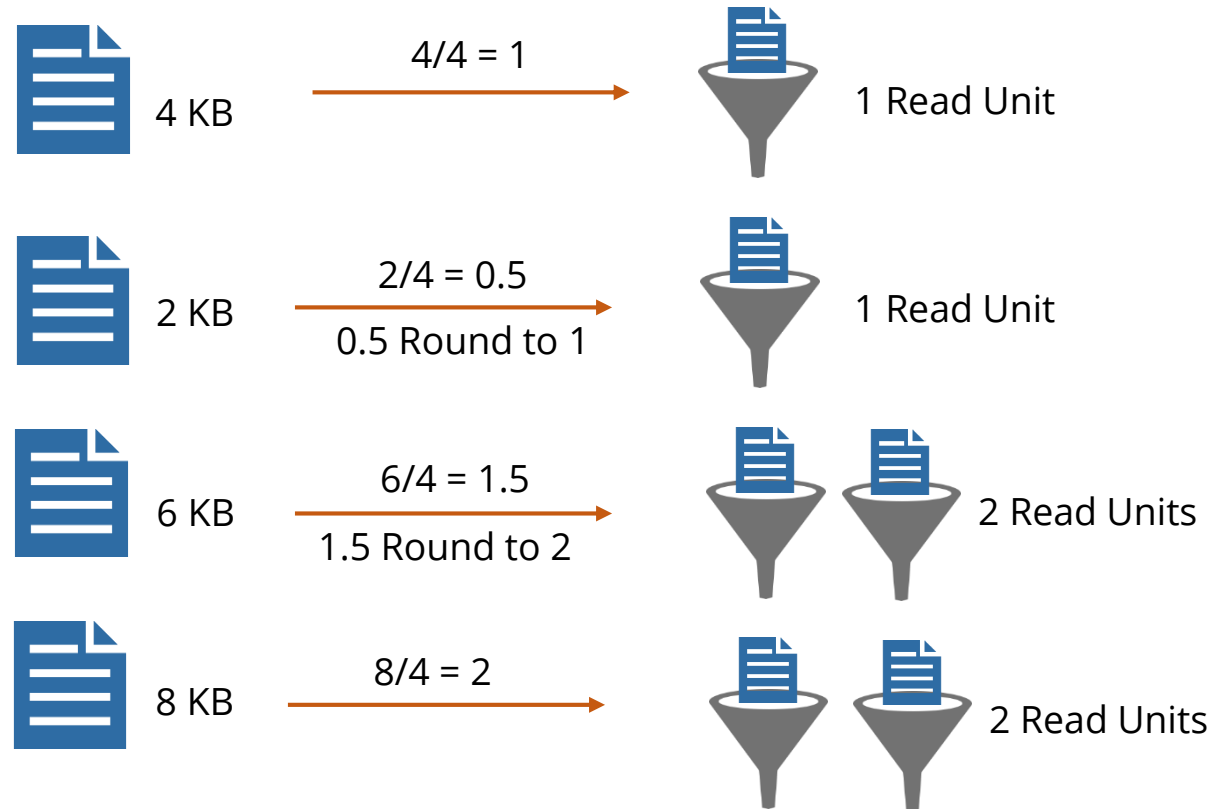 4 KB
4/4 = 1
1 Read Unit
2 KB
2/4 = 0.5
0.5 Round to 1
1 Read Unit
6 KB
6/4 = 1.5
1.5 Round to 2
2 Read Units
8 KB
8/4 = 2
2 Read Units